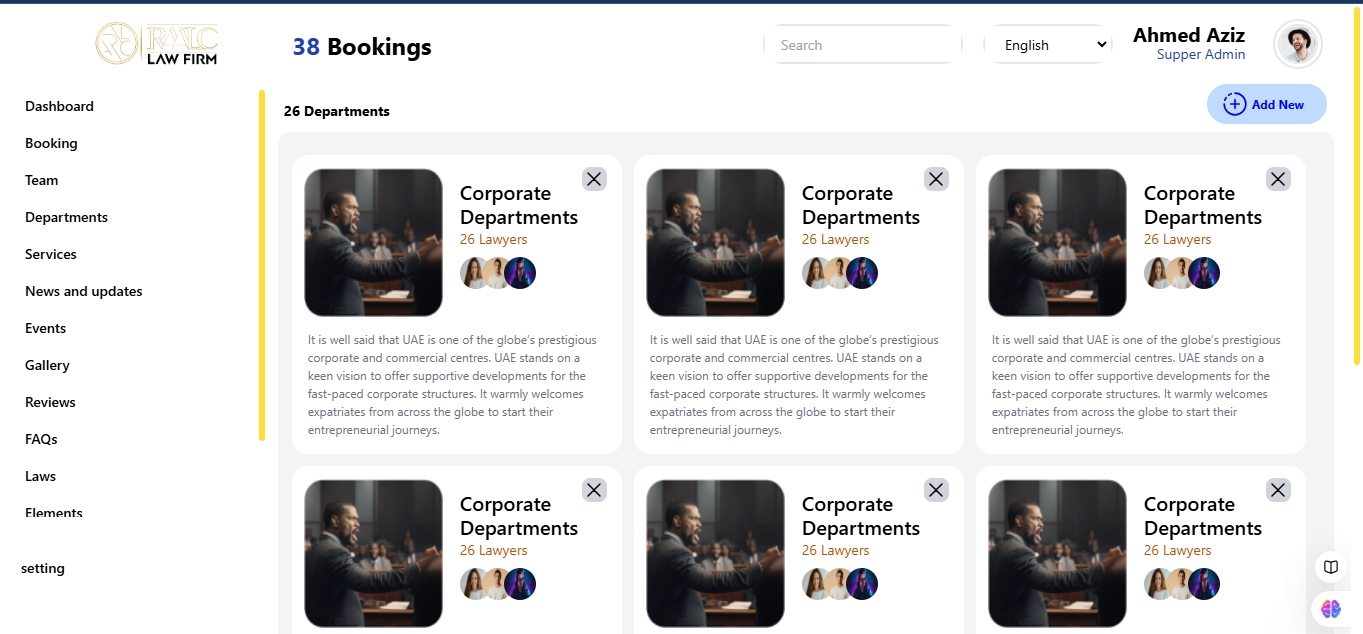 RALC
LAW FIRM
38 Bookings
Search
English
Ahmed Aziz
Supper Admin
Dashboard
Booking
Team
Departments
Services
News and updates
Events
Gallery
Reviews
FAQs
Laws
Elements
setting
26 Departments
Add New
Corporate
Departments
26 Lawyers
It is well said that UAE is one of the globe's prestigious
corporate and commercial centres. UAE stands on a
keen vision to offer supportive developments for the
fast-paced corporate structures. It warmly welcomes
expatriates from across the globe to start their
entrepreneurial journeys.
Corporate
Departments
26 Lawyers
It is well said that UAE is one of the globe's prestigious
corporate and commercial centres. UAE stands on a
keen vision to offer supportive developments for the
fast-paced corporate structures. It warmly welcomes
expatriates from across the globe to start their
entrepreneurial journeys.
Corporate
Departments
26 Lawyers
It is well said that UAE is one of the globe's prestigious
corporate and commercial centres. UAE stands on a
keen vision to offer supportive developments for the
fast-paced corporate structures. It warmly welcomes
expatriates from across the globe to start their
entrepreneurial journeys.
Corporate
Departments
26 Lawyers
Corporate
Departments
26 Lawyers
Corporate
Departments
26 Lawyers